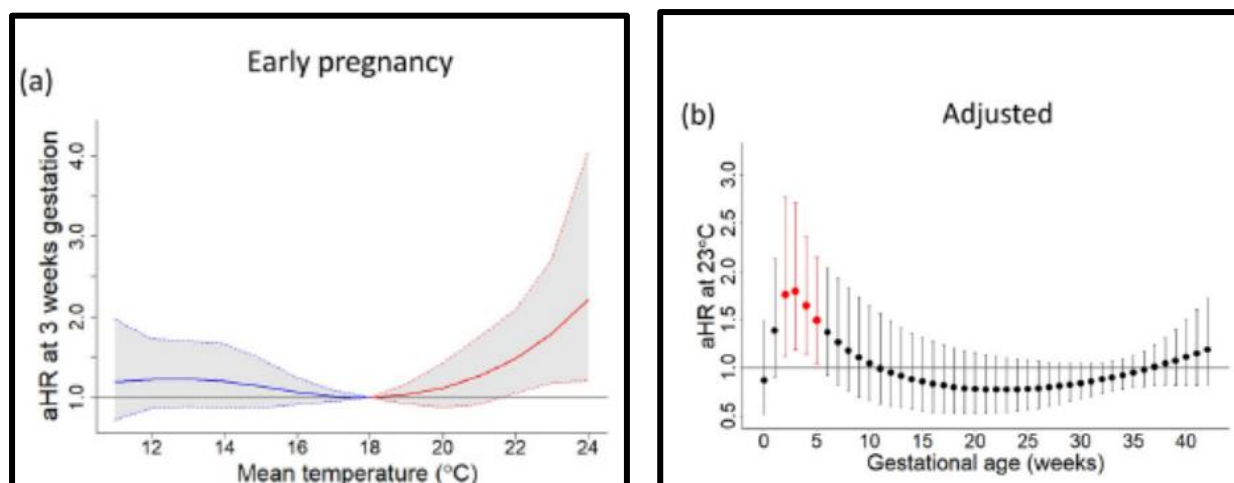 Early pregnancy
(a)
aHR at 3 weeks gestation
4.0
3.0
2.0
1.0
12 14 16 18 20 22 24
Mean temperature (°C)
Adjusted
(b)
aHR at 23°C
3.0
2.5
2.0
1.5
1.0
0.5
0 5 10 15 20 25 30 35 40
Gestational age (weeks)